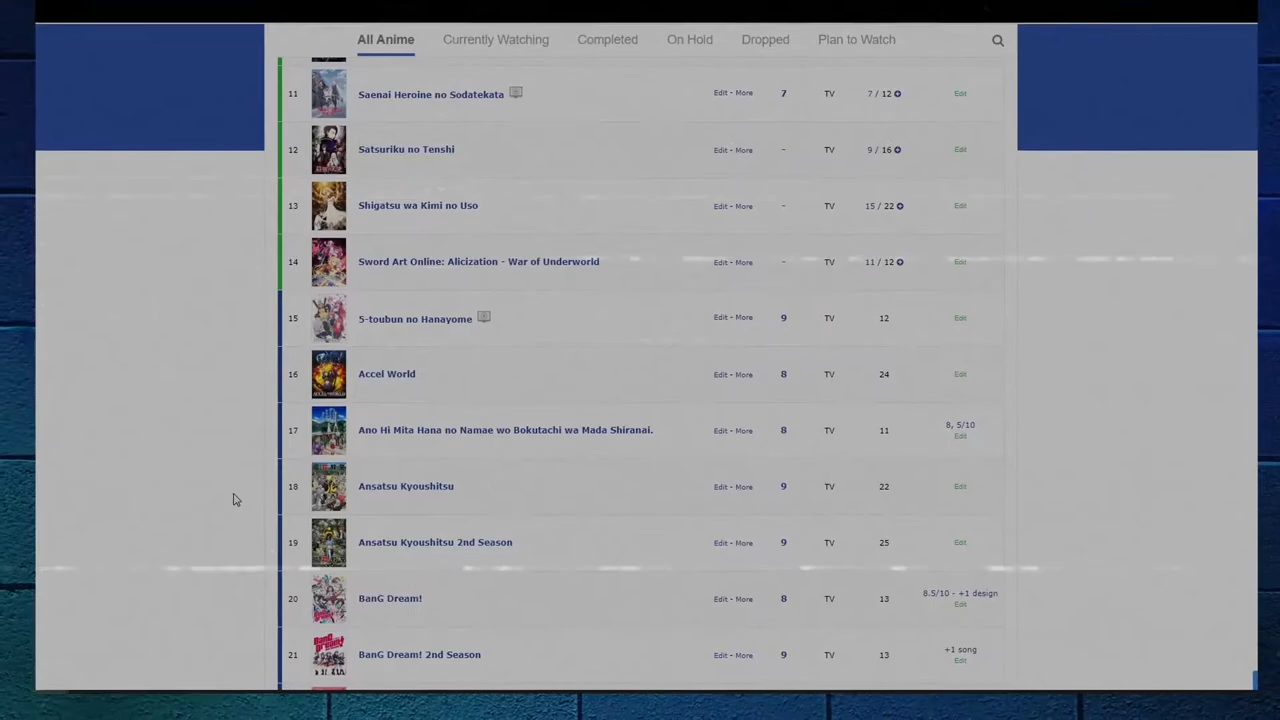 All Anime Currently Watching Completed On Hold Dropped Plan to Watch
11 Saenai Heroine no Sodatekata Edit - More 7 TV 7 / 12 Edit
12 Satsuriku no Tenshi Edit - More - TV 9 / 16 Edit
13 Shigatsu wa Kimi no Uso Edit - More - TV 15 / 22 Edit
14 Sword Art Online: Alicization - War of Underworld Edit - More - TV 11 / 12 Edit
15 5-toubun no Hanayome Edit - More 9 TV 12 Edit
16 Accel World Edit - More 8 TV 24 Edit
17 Ano Hi Mita Hana no Namae wo Bokutachi wa Mada Shiranai. Edit - More 8 TV 11 8, 5/10
Edit
18 Ansatsu Kyoushitsu Edit - More 9 TV 22 Edit
19 Ansatsu Kyoushitsu 2nd Season Edit - More 9 TV 25 Edit
20 BanG Dream! Edit - More 8 TV 13 8.5/10 - +1 design
Edit
21 BanG Dream! 2nd Season Edit - More 9 TV 13 +1 song
Edit